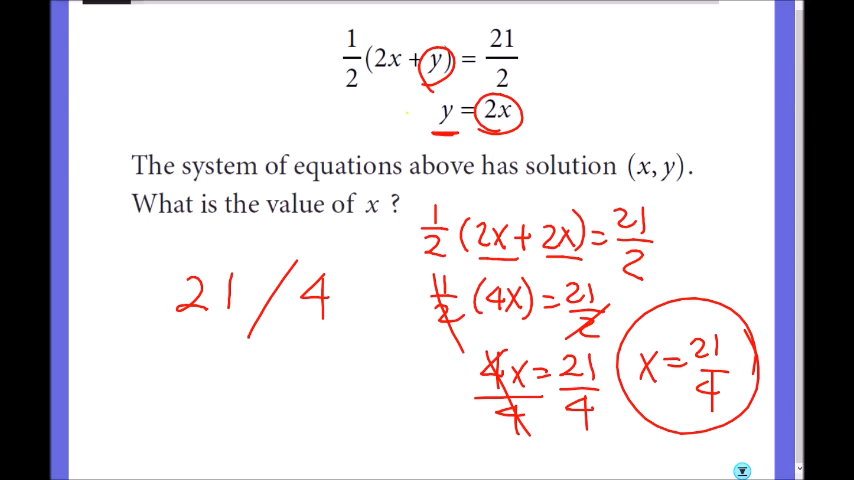 1/2 (2x + y) = 21/2
y = 2x
The system of equations above has solution (x, y).
What is the value of x ?
1/2 (2x + 2x) = 21/2
1/2 (4x) = 21/2
4x/4 = 21/4
x = 21/4
21/4